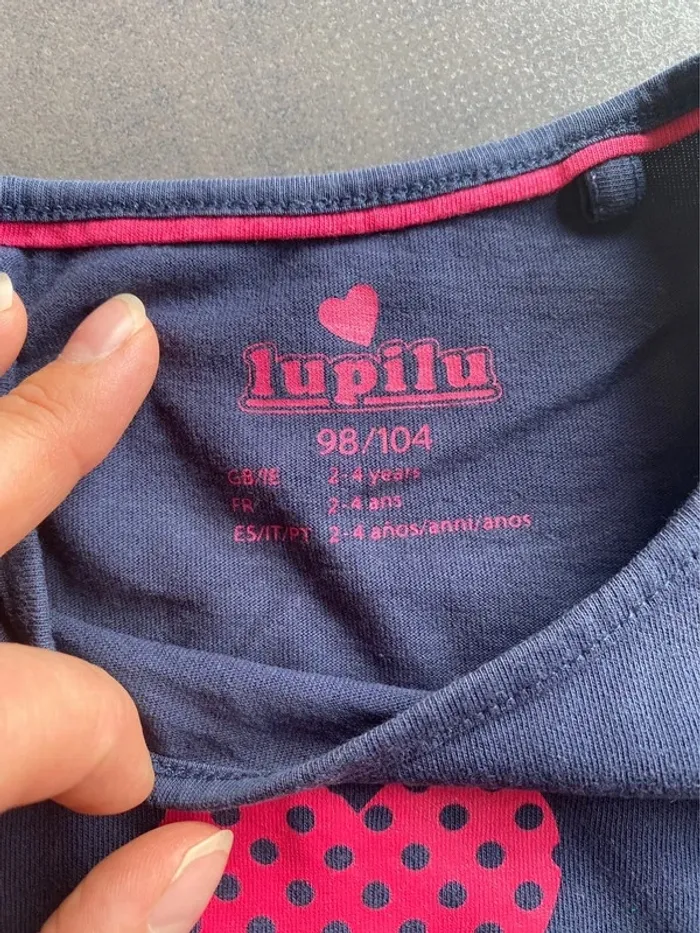 lupilu
98/104
GB/IE 2-4 years
FR 2-4 ans
ES/IT/PT 2-4 años/anni/anos